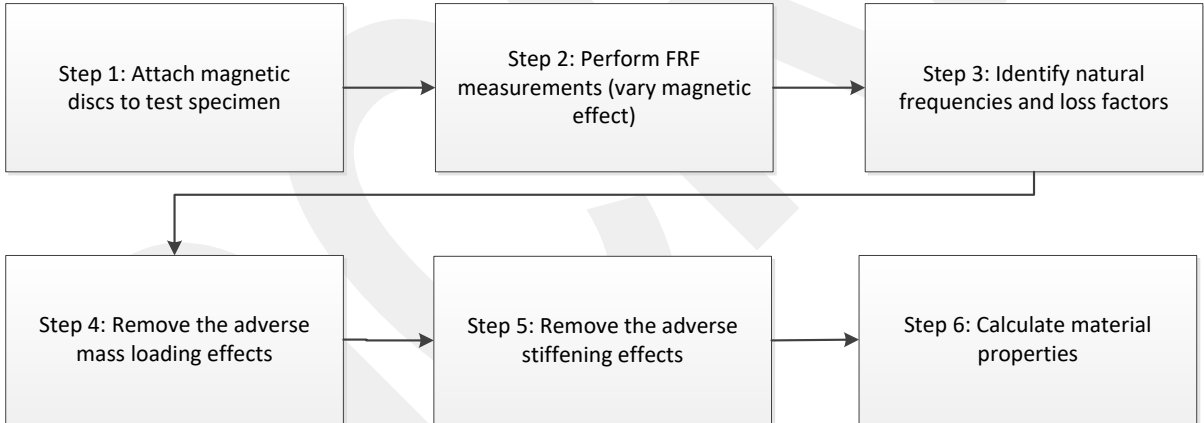 Step 1: Attach magnetic
discs to test specimen
Step 2: Perform FRF
measurements (vary magnetic
effect)
Step 3: Identify natural
frequencies and loss factors
Step 4: Remove the adverse
mass loading effects
Step 5: Remove the adverse
stiffening effects
Step 6: Calculate material
properties